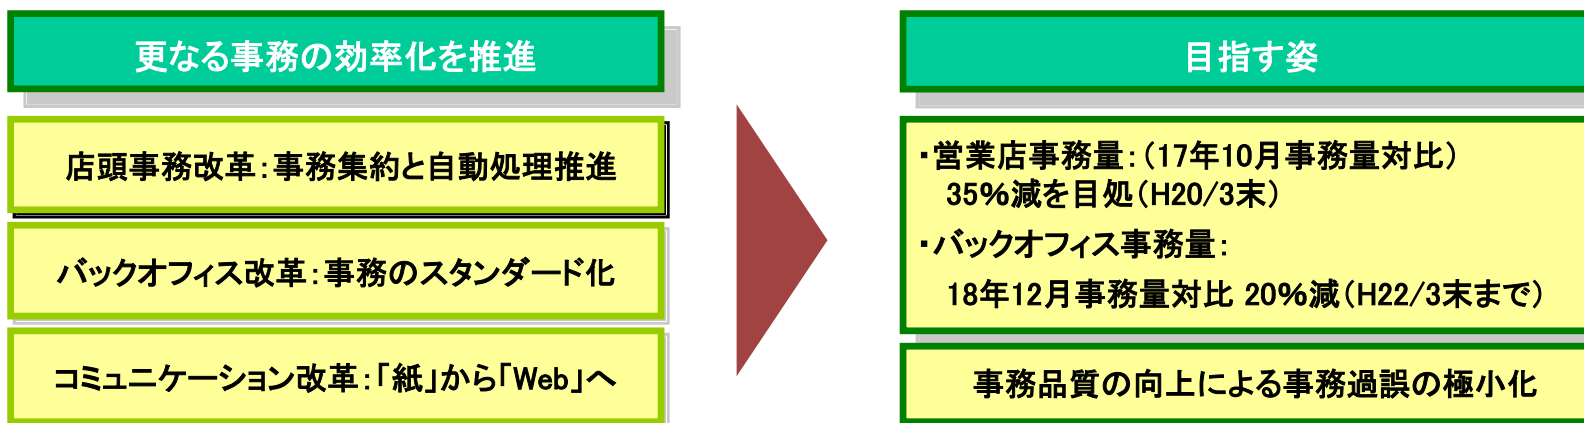 更なる事務の効率化を推進
店頭事務改革：事務集約と自動処理推進
バックオフィス改革：事務のスタンダード化
コミュニケーション改革：「紙」から「Web」へ
目指す姿
・営業店事務量：（17年10月事務量対比）
35％減を目処（H20/3末）
・バックオフィス事務量：
18年12月事務量対比 20％減（H22/3末まで）
事務品質の向上による事務過誤の極小化